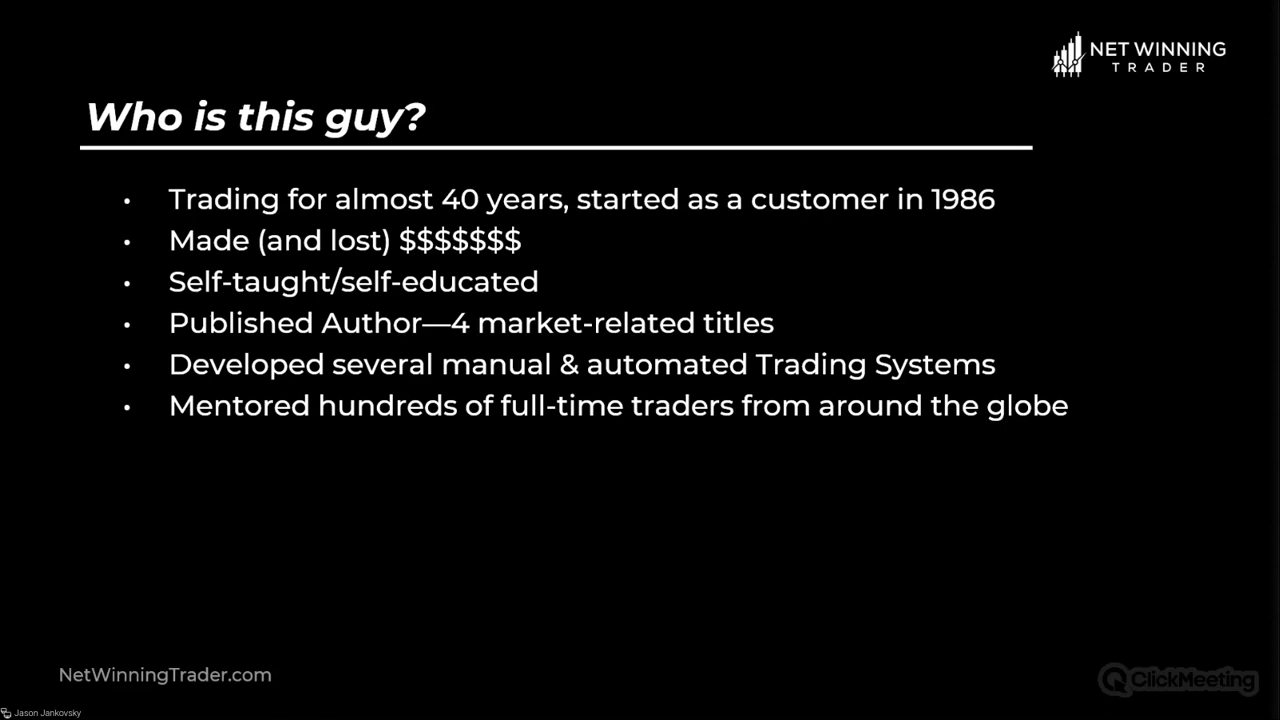 NET WINNING
TRADER
Who is this guy?
• Trading for almost 40 years, started as a customer in 1986
• Made (and lost) $$$$$$$
• Self-taught/self-educated
• Published Author—4 market-related titles
• Developed several manual & automated Trading Systems
• Mentored hundreds of full-time traders from around the globe
NetWinningTrader.com
ClickMeeting
Jason Jankovsky